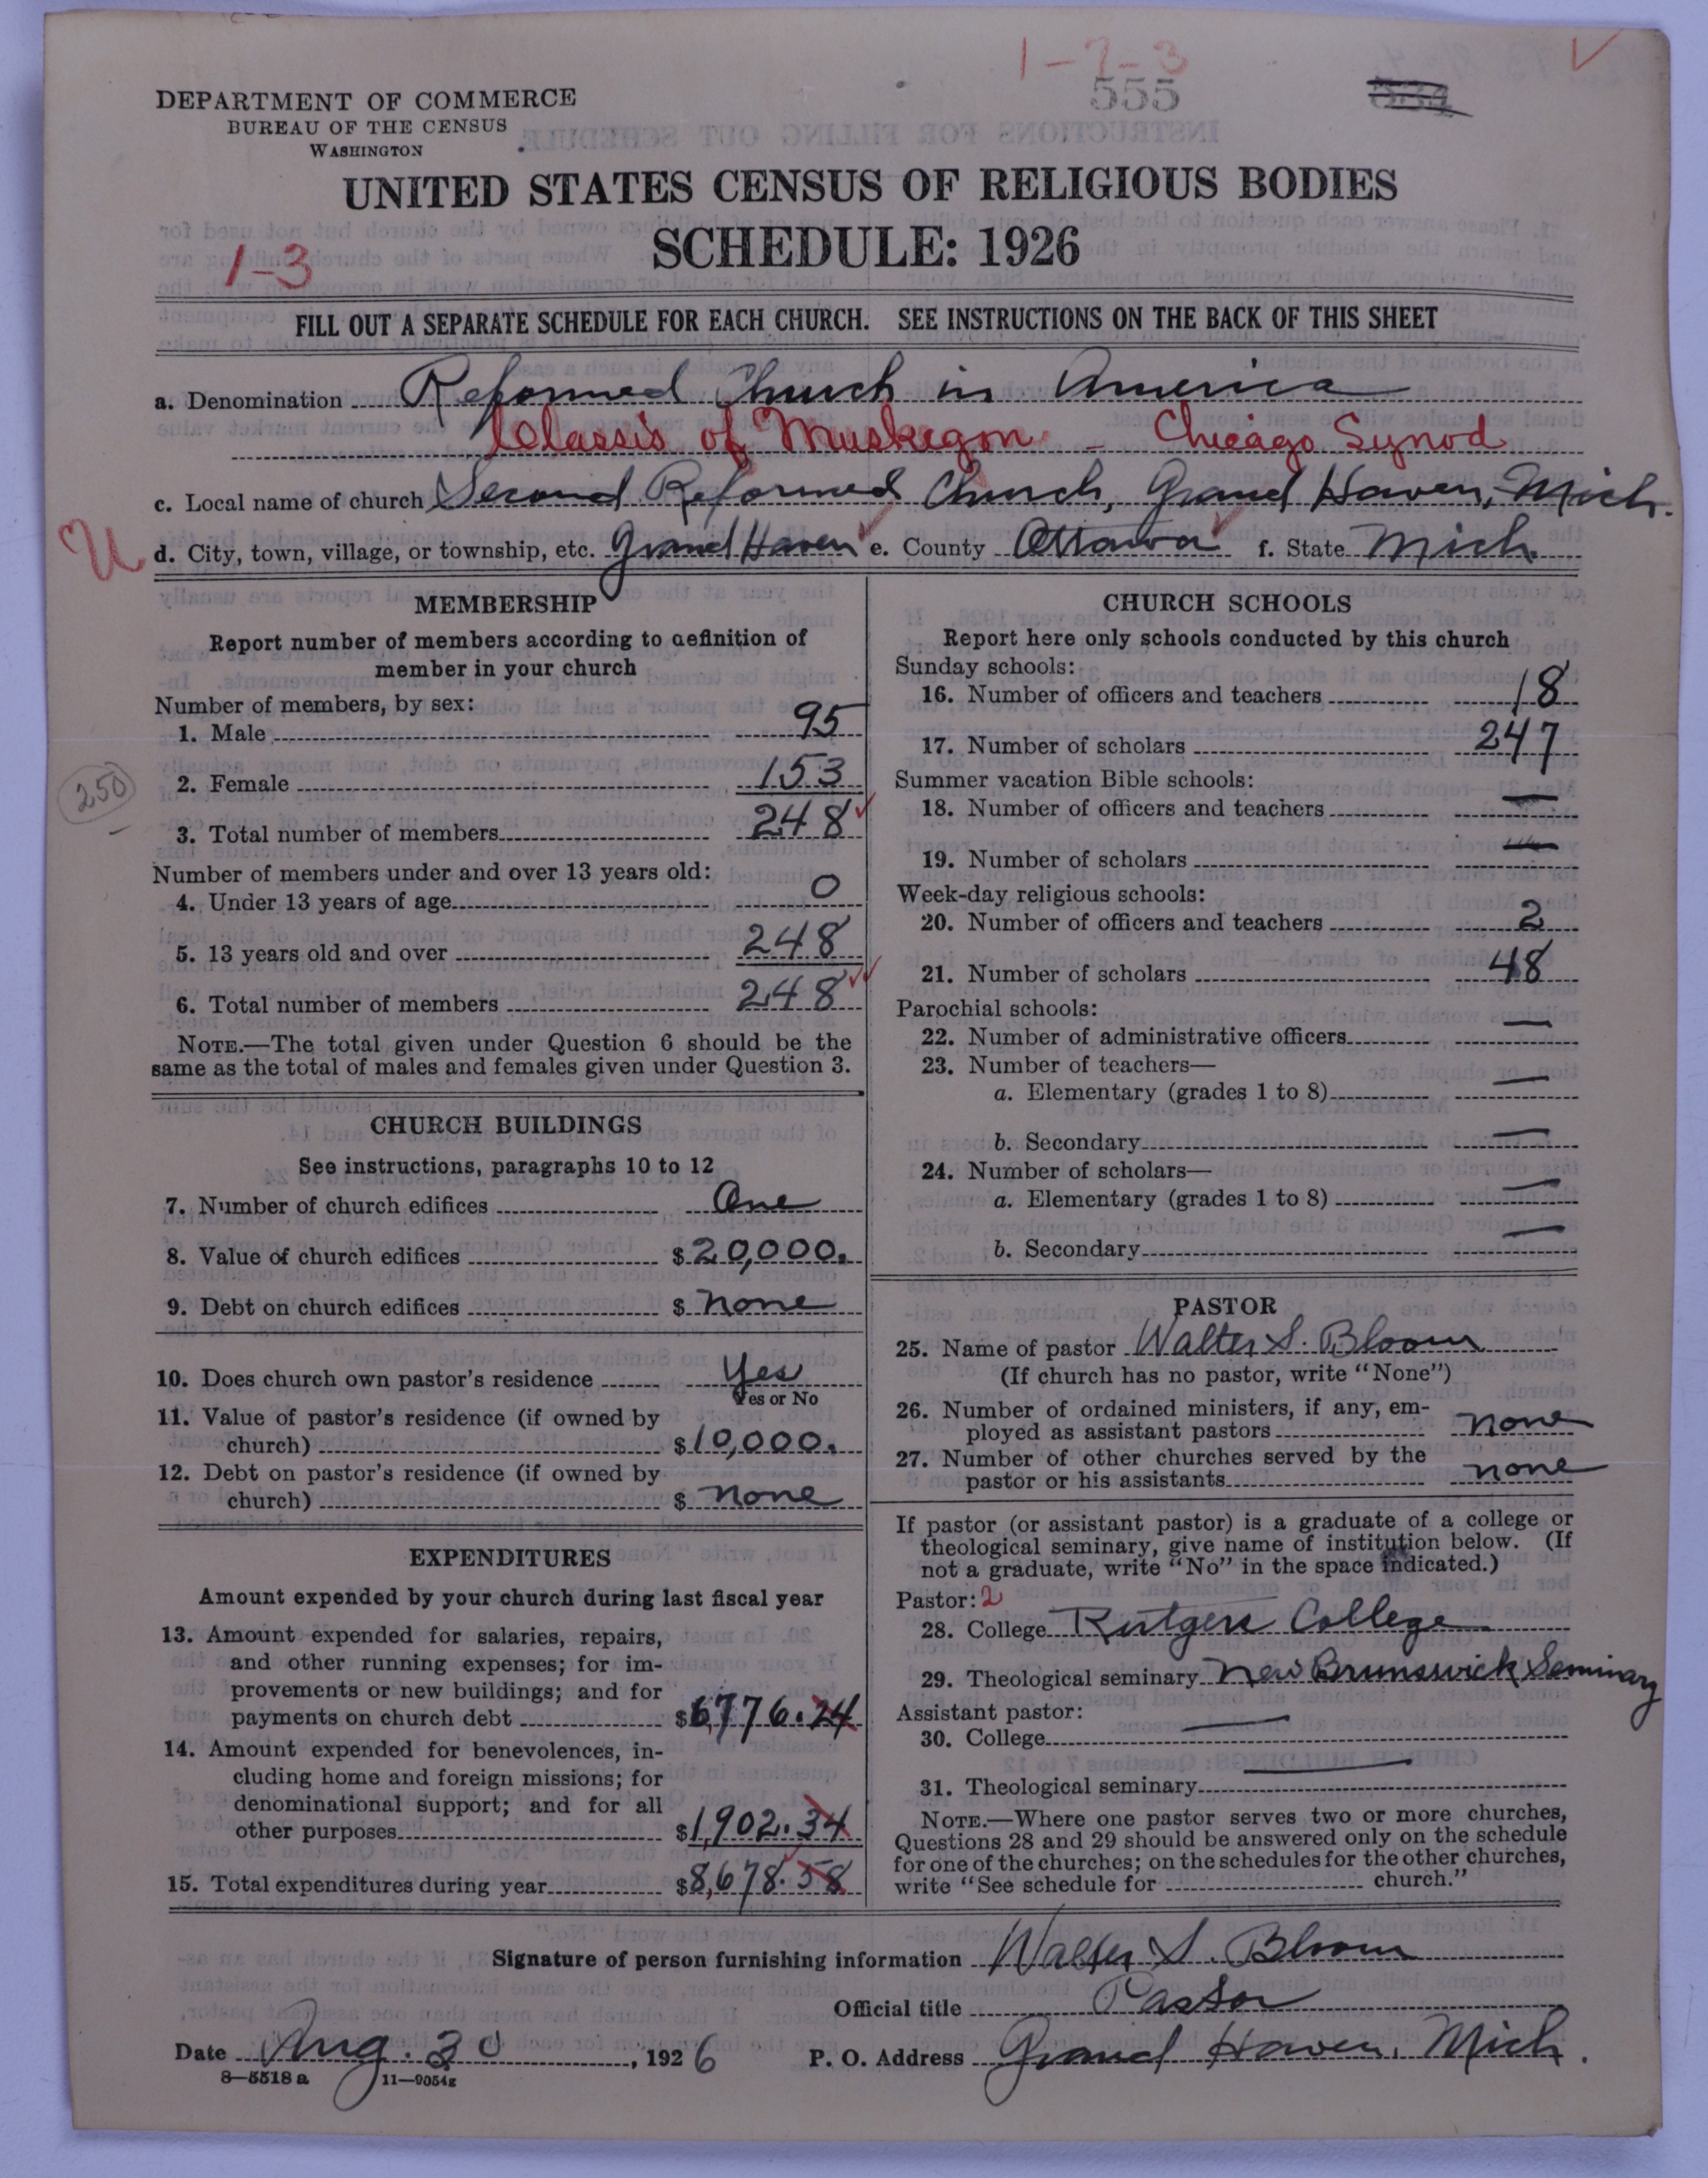 1-2-3
555
DEPARTMENT OF COMMERCE
BUREAU OF THE CENSUS
WASHINGTON
UNITED STATES CENSUS OF RELIGIOUS BODIES
SCHEDULE: 1926
1-3
FILL OUT A SEPARATE SCHEDULE FOR EACH CHURCH. SEE INSTRUCTIONS ON THE BACK OF THIS SHEET
a. Denomination Reformed Church in America
Classis of Muskegon - Chicago Synod
c. Local name of church Second Reformed Church, Grand Haven, Mich.
U
d. City, town, village, or township, etc. Grand Haven e. County Ottawa f. State Mich.
MEMBERSHIP
Report number of members according to definition of
member in your church
Number of members, by sex:
1. Male 95
250
2. Female 153
3. Total number of members 248
Number of members under and over 13 years old:
4. Under 13 years of age 0
5. 13 years old and over 248
6. Total number of members 248
NOTE.—The total given under Question 6 should be the
same as the total of males and females given under Question 3.
CHURCH BUILDINGS
See instructions, paragraphs 10 to 12
7. Number of church edifices One
8. Value of church edifices $20,000.
9. Debt on church edifices $ none
10. Does church own pastor's residence Yes
Yes or No
11. Value of pastor's residence (if owned by
church) $10,000.
12. Debt on pastor's residence (if owned by
church) $ none
EXPENDITURES
Amount expended by your church during last fiscal year
13. Amount expended for salaries, repairs,
and other running expenses; for im-
provements or new buildings; and for
payments on church debt $6,776.24
14. Amount expended for benevolences, in-
cluding home and foreign missions; for
denominational support; and for all
other purposes $1,902.34
15. Total expenditures during year $8,678.58
CHURCH SCHOOLS
Report here only schools conducted by this church
Sunday schools:
16. Number of officers and teachers 18
17. Number of scholars 247
Summer vacation Bible schools:
18. Number of officers and teachers —
19. Number of scholars —
Week-day religious schools:
20. Number of officers and teachers 2
21. Number of scholars 48
Parochial schools:
22. Number of administrative officers —
23. Number of teachers—
a. Elementary (grades 1 to 8) —
b. Secondary —
24. Number of scholars—
a. Elementary (grades 1 to 8) —
b. Secondary —
PASTOR
25. Name of pastor Walter S. Bloom
(If church has no pastor, write "None")
26. Number of ordained ministers, if any, em-
ployed as assistant pastors none
27. Number of other churches served by the
pastor or his assistants none
If pastor (or assistant pastor) is a graduate of a college or
theological seminary, give name of institution below. (If
not a graduate, write "No" in the space indicated.)
Pastor: 2
28. College Rutgers College
29. Theological seminary New Brunswick Seminary
Assistant pastor:
30. College —
31. Theological seminary —
NOTE.—Where one pastor serves two or more churches,
Questions 28 and 29 should be answered only on the schedule
for one of the churches; on the schedules for the other churches,
write "See schedule for church."
Signature of person furnishing information Walter S. Bloom
Official title Pastor
Date Aug. 30, 1926 P. O. Address Grand Haven, Mich.
8—5518a 11—9054g